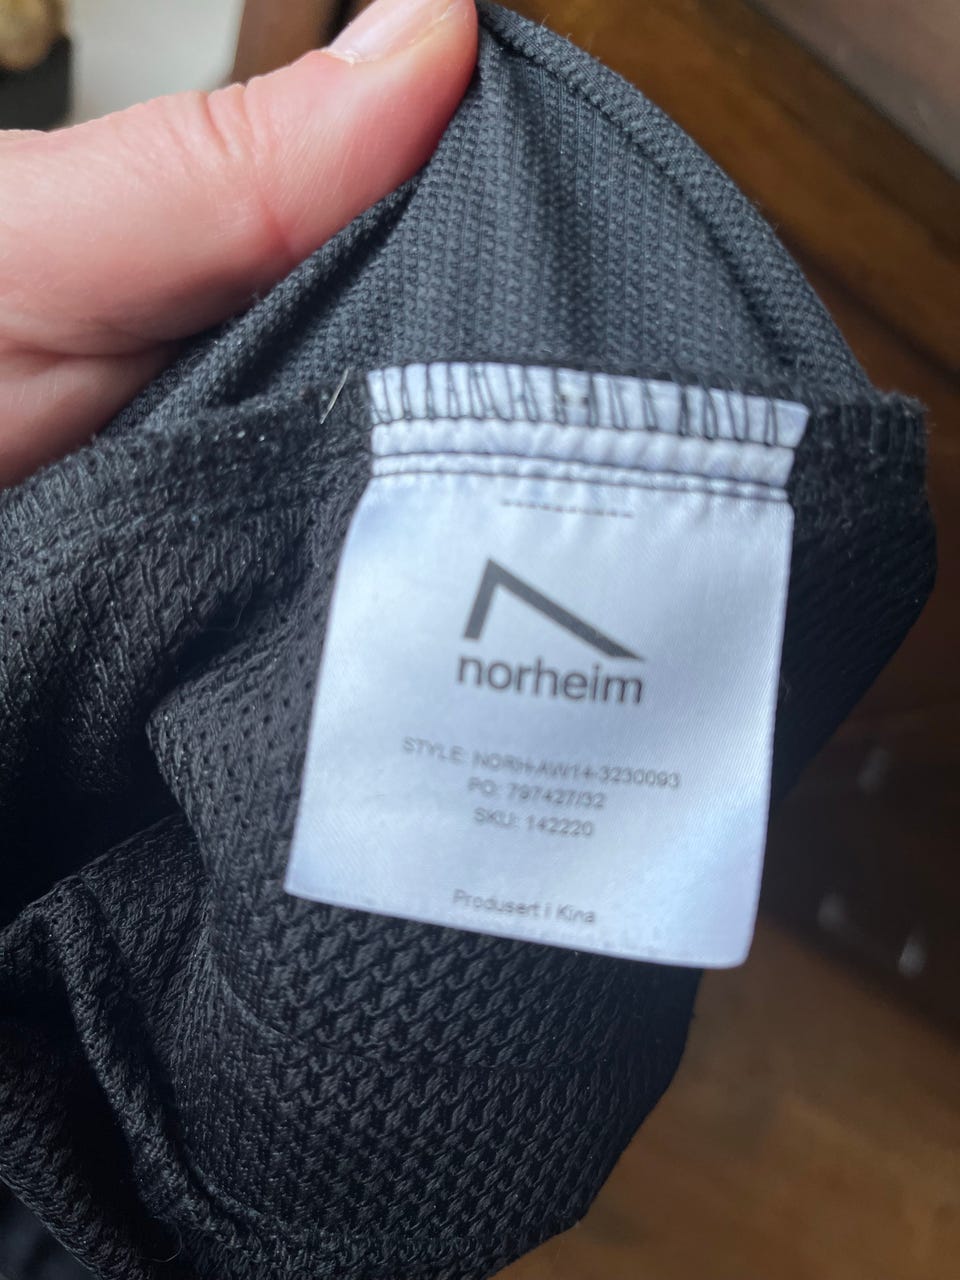 norheim
STYLE: NORH-AW14-3230093
PO: 797427/32
SKU: 142220
Produsert i Kina